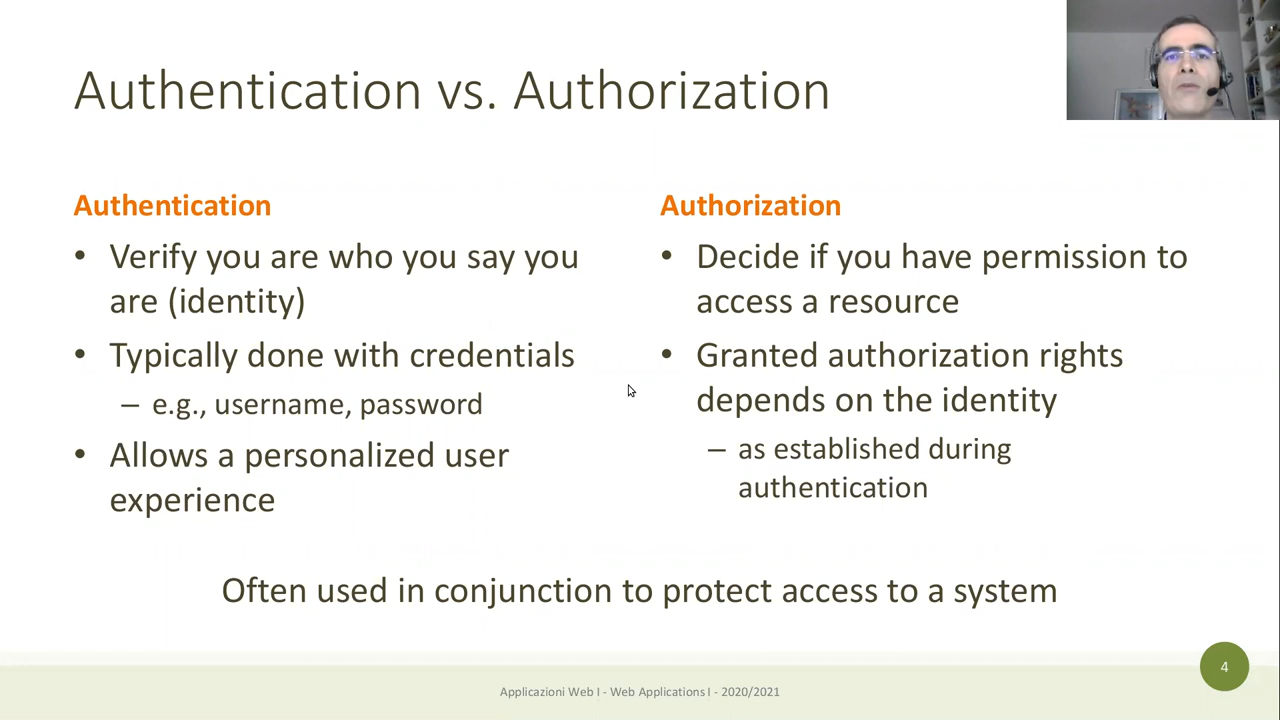 Authentication vs. Authorization
Authentication
• Verify you are who you say you
are (identity)
• Typically done with credentials
– e.g., username, password
• Allows a personalized user
experience
Authorization
• Decide if you have permission to
access a resource
• Granted authorization rights
depends on the identity
– as established during
authentication
Often used in conjunction to protect access to a system
Applicazioni Web I - Web Applications I - 2020/2021
4